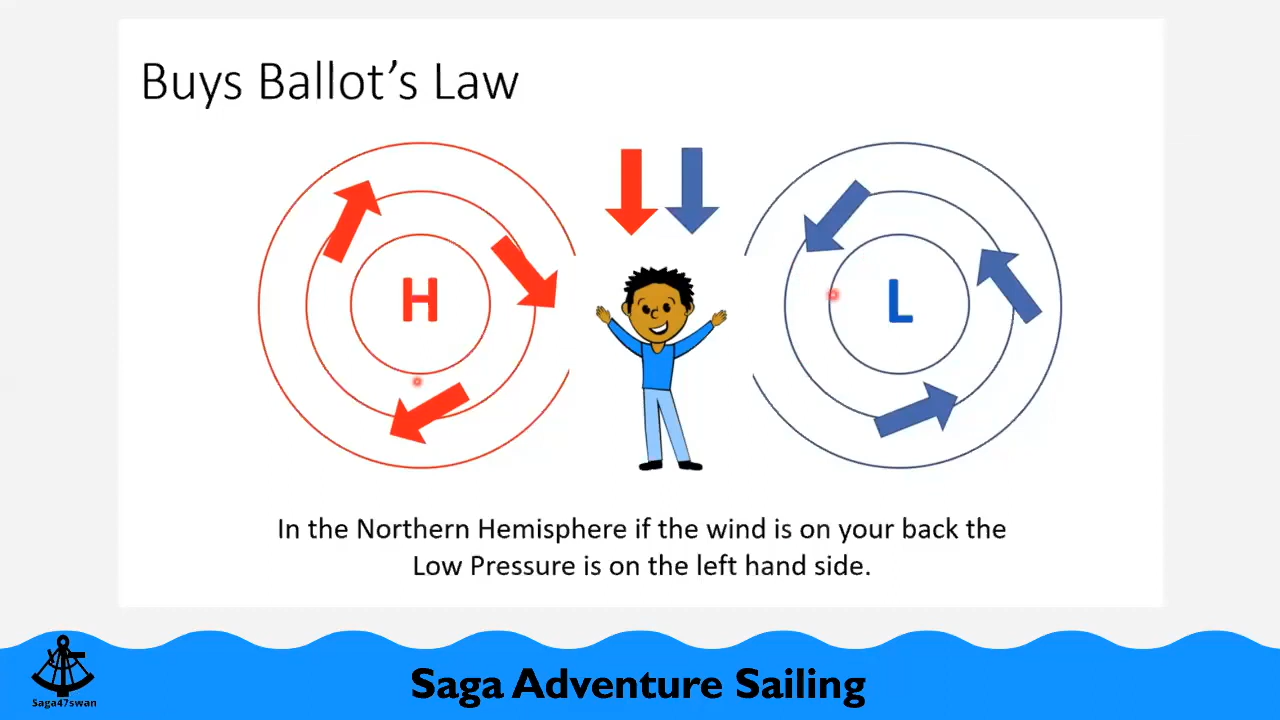 Buys Ballot’s Law
H
L
In the Northern Hemisphere if the wind is on your back the
Low Pressure is on the left hand side.
Saga47swan
Saga Adventure Sailing